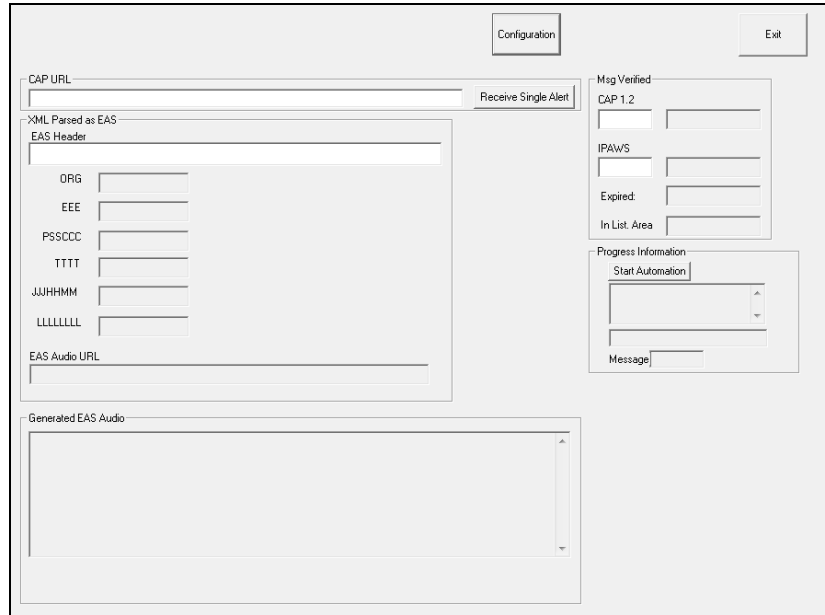 Configuration
Exit
CAP URL
Receive Single Alert
XML Parsed as EAS
EAS Header
ORG
EEE
PSSCCC
TTTT
JJJHHMM
LLLLLLLL
EAS Audio URL
Generated EAS Audio
Msg Verified
CAP 1.2
IPAWS
Expired:
In List. Area
Progress Information
Start Automation
Message